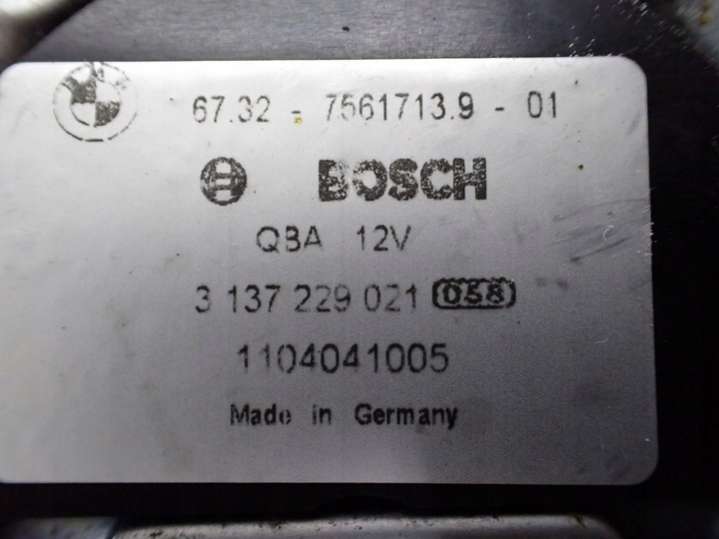 67.32 - 7561713.9 - 01
BOSCH
QBA 12V
3 137 229 021 058
1104041005
Made in Germany